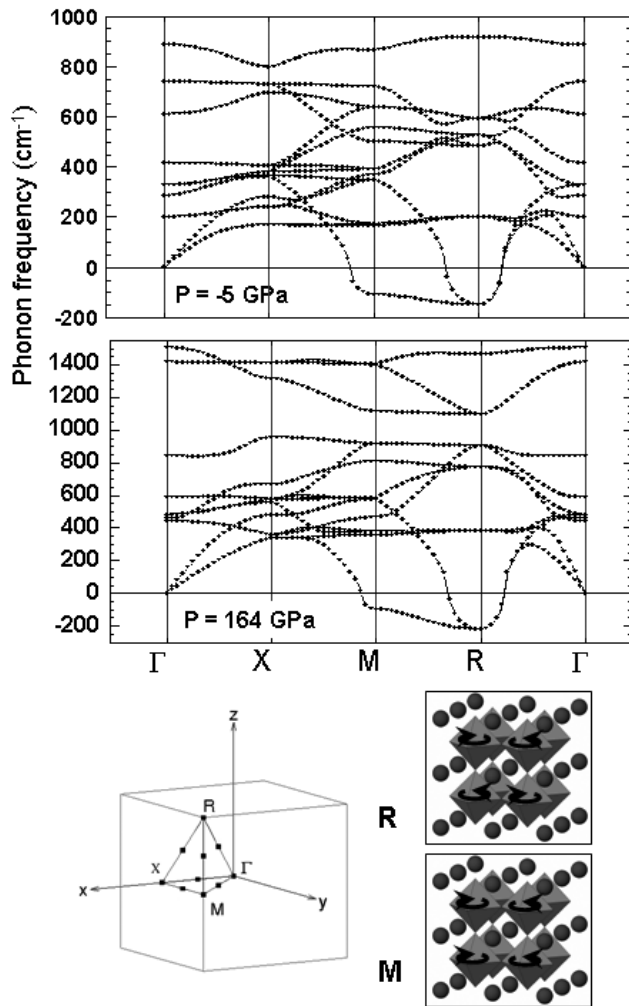 Phonon frequency (cm-1)
1000
800
600
400
200
0
-200
P = -5 GPa
1400
1200
1000
800
600
400
200
0
-200
P = 164 GPa
Γ X M R Γ
z
R
X
Γ
x
M
y
R
M